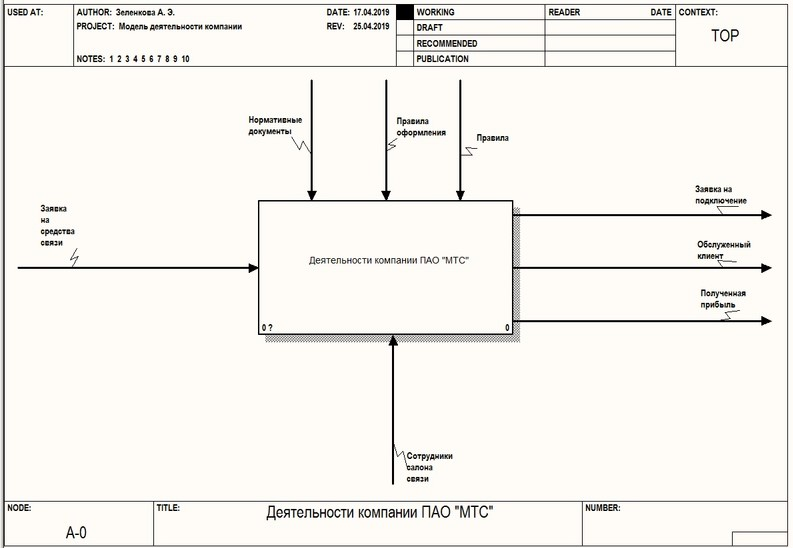 USED AT:
AUTHOR: Зеленкова А. Э.
DATE: 17.04.2019
PROJECT: Модель деятельности компании
REV: 25.04.2019
NOTES: 1 2 3 4 5 6 7 8 9 10
WORKING
DRAFT
RECOMMENDED
PUBLICATION
READER
DATE
CONTEXT:
TOP
Нормативные
документы
Правила
оформления
Правила
Заявка
на
средства
связи
Деятельности компании ПАО "МТС"
0 ?
0
Заявка на
подключение
Обслуженный
клиент
Полученная
прибыль
Сотрудники
салона
связи
NODE:
A-0
TITLE:
Деятельности компании ПАО "МТС"
NUMBER: